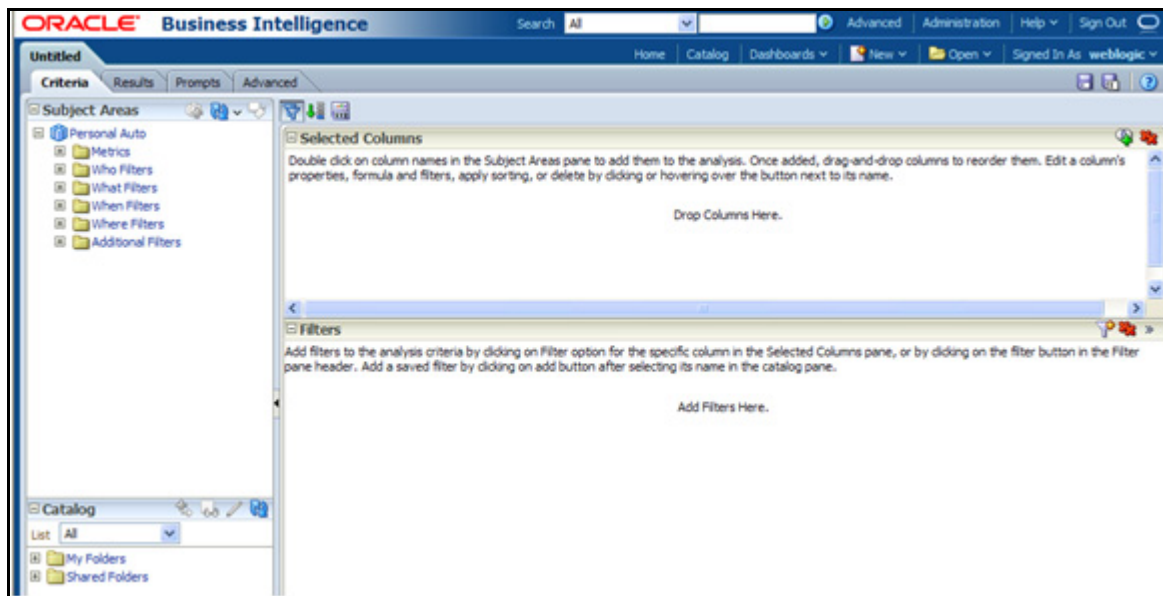 ORACLE Business Intelligence
Search All Advanced Administration Help Sign Out
Untitled
Home Catalog Dashboards New Open Signed In As weblogic
Criteria Results Prompts Advanced
Subject Areas
Personal Auto
Metrics
Who Filters
What Filters
When Filters
Where Filters
Additional Filters
Selected Columns
Double click on column names in the Subject Areas pane to add them to the analysis. Once added, drag-and-drop columns to reorder them. Edit a column's
properties, formula and filters, apply sorting, or delete by clicking or hovering over the button next to its name.
Drop Columns Here.
Filters
Add filters to the analysis criteria by clicking on Filter option for the specific column in the Selected Columns pane, or by clicking on the filter button in the Filter
pane header. Add a saved filter by clicking on add button after selecting its name in the catalog pane.
Add Filters Here.
Catalog
List All
My Folders
Shared Folders